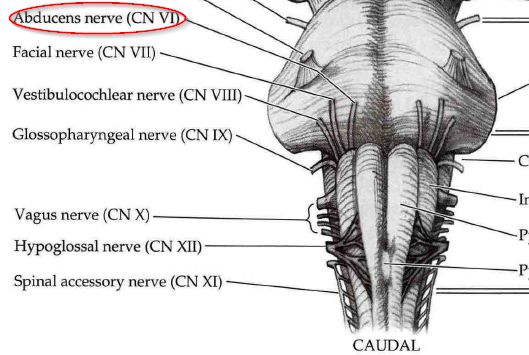 Abducens nerve (CN VI)
Facial nerve (CN VII)
Vestibulocochlear nerve (CN VIII)
Glossopharyngeal nerve (CN IX)
Vagus nerve (CN X)
Hypoglossal nerve (CN XII)
Spinal accessory nerve (CN XI)
CAUDAL